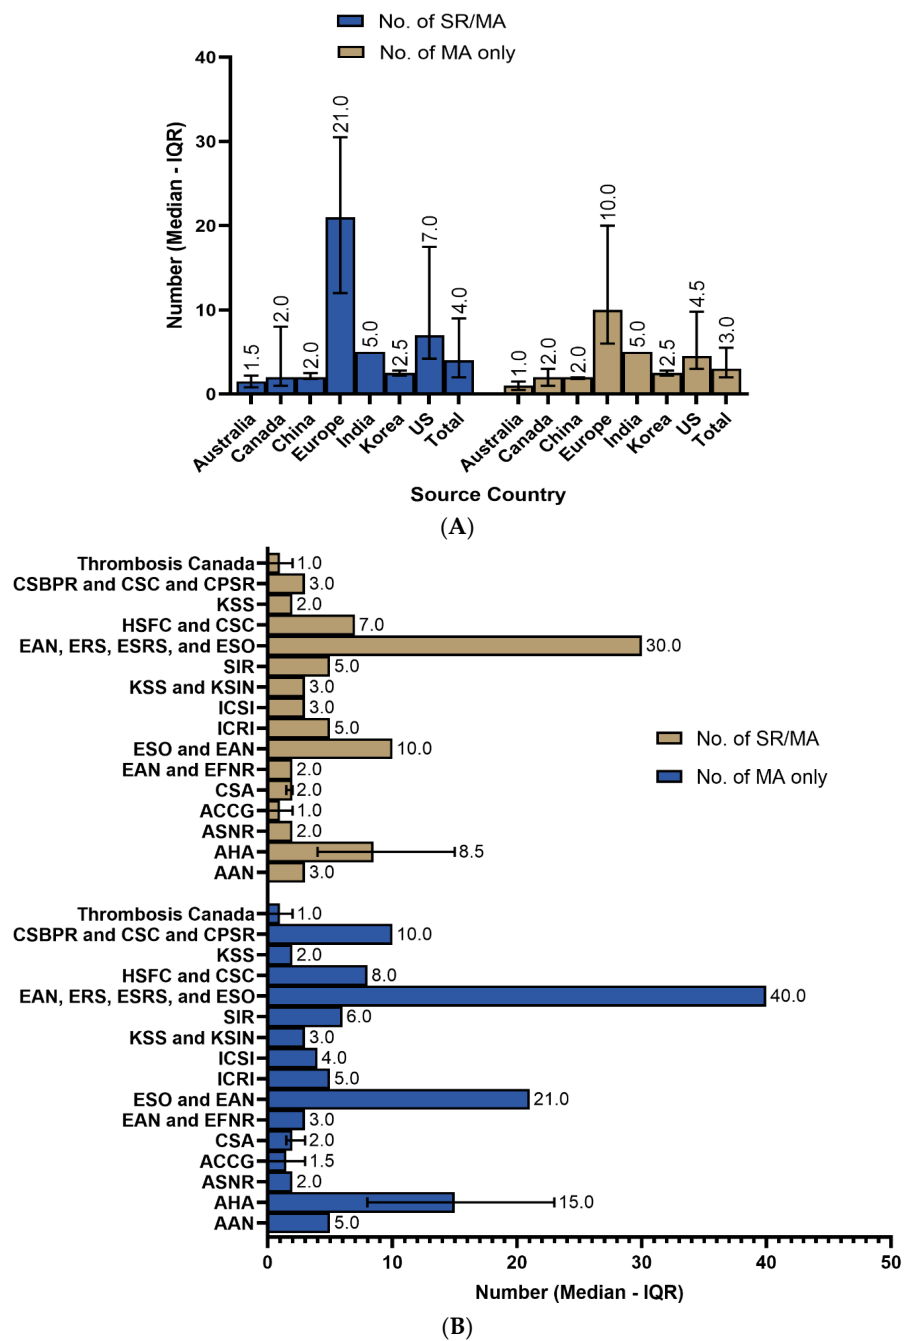 No. of SR/MA
No. of MA only
Number (Median - IQR)
40
30
20
10
0
1.5
2.0
2.0
21.0
5.0
2.5
7.0
4.0
1.0
2.0
2.0
10.0
5.0
2.5
4.5
3.0
Australia
Canada
China
Europe
India
Korea
US
Total
Australia
Canada
China
Europe
India
Korea
US
Total
Source Country
(A)
Thrombosis Canada 1.0
CSBPR and CSC and CPSR 3.0
KSS 2.0
HSFC and CSC 7.0
EAN, ERS, ESRS, and ESO 30.0
SIR 5.0
KSS and KSIN 3.0
ICSI 3.0
ICRI 5.0
ESO and EAN 10.0
EAN and EFNR 2.0
CSA 2.0
ACCG 1.0
ASNR 2.0
AHA 8.5
AAN 3.0
No. of SR/MA
No. of MA only
Thrombosis Canada 1.0
CSBPR and CSC and CPSR 10.0
KSS 2.0
HSFC and CSC 8.0
EAN, ERS, ESRS, and ESO 40.0
SIR 6.0
KSS and KSIN 3.0
ICSI 4.0
ICRI 5.0
ESO and EAN 21.0
EAN and EFNR 3.0
CSA 2.0
ACCG 1.5
ASNR 2.0
AHA 15.0
AAN 5.0
0 10 20 30 40 50
Number (Median - IQR)
(B)